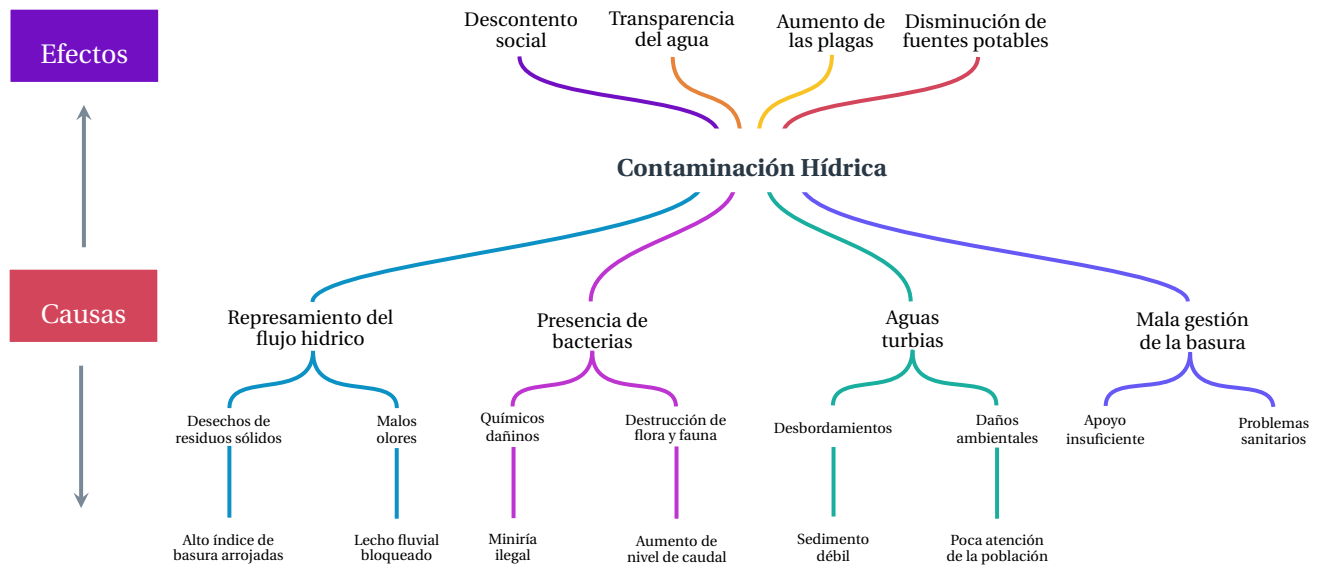 Efectos
Descontento
social
Transparencia
del agua
Aumento de
las plagas
Disminución de
fuentes potables
Contaminación Hídrica
Causas
Represamiento del
flujo hidrico
Presencia de
bacterias
Aguas
turbias
Mala gestión
de la basura
Desechos de
residuos sólidos
Malos
olores
Químicos
dañinos
Destrucción de
flora y fauna
Desbordamientos
Daños
ambientales
Apoyo
insuficiente
Problemas
sanitarios
Alto índice de
basura arrojadas
Lecho fluvial
bloqueado
Miniría
ilegal
Aumento de
nivel de caudal
Sedimento
débil
Poca atención
de la población